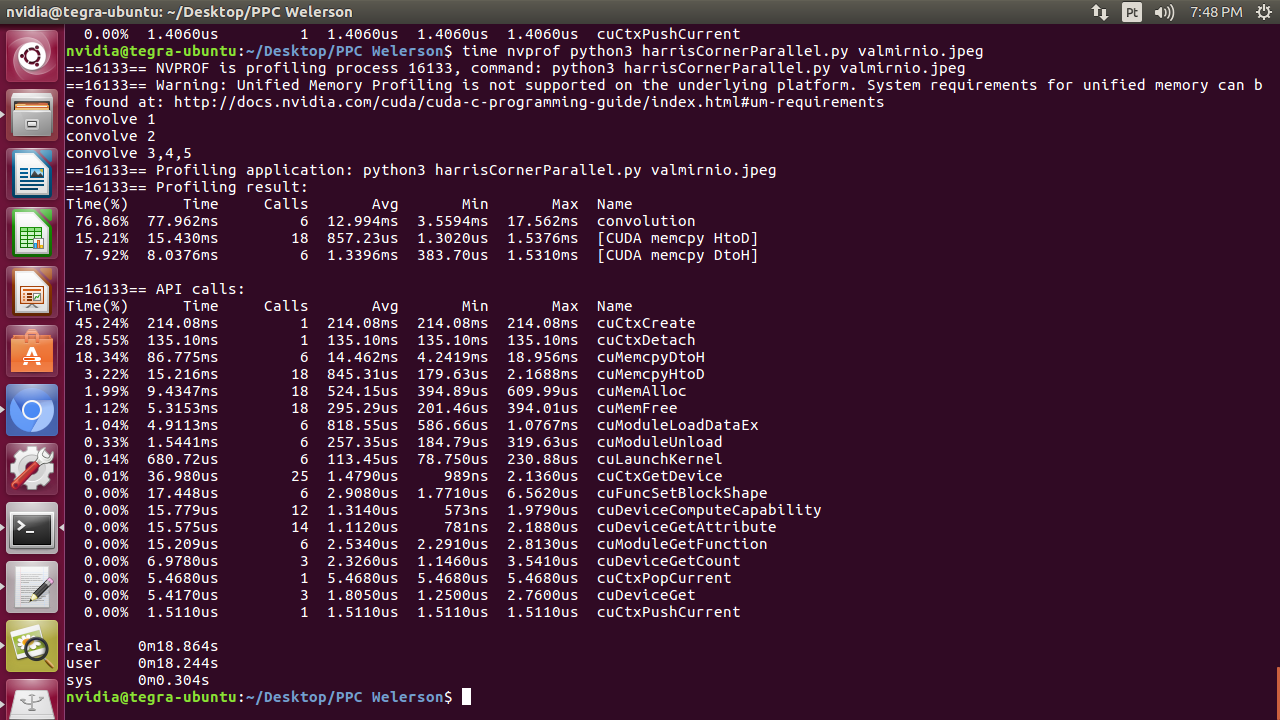 nvidia@tegra-ubuntu: ~/Desktop/PPC Welerson
Pt
7:48 PM
0.00% 1.4060us 1 1.4060us 1.4060us 1.4060us cuCtxPushCurrent
nvidia@tegra-ubuntu:~/Desktop/PPC Welerson$ time nvprof python3 harrisCornerParallel.py valmirnio.jpeg
==16133== NVPROF is profiling process 16133, command: python3 harrisCornerParallel.py valmirnio.jpeg
==16133== Warning: Unified Memory Profiling is not supported on the underlying platform. System requirements for unified memory can b
e found at: http://docs.nvidia.com/cuda/cuda-c-programming-guide/index.html#um-requirements
convolve 1
convolve 2
convolve 3,4,5
==16133== Profiling application: python3 harrisCornerParallel.py valmirnio.jpeg
==16133== Profiling result:
Time(%) Time Calls Avg Min Max Name
76.86% 77.962ms 6 12.994ms 3.5594ms 17.562ms convolution
15.21% 15.430ms 18 857.23us 1.3020us 1.5376ms [CUDA memcpy HtoD]
7.92% 8.0376ms 6 1.3396ms 383.70us 1.5310ms [CUDA memcpy DtoH]
==16133== API calls:
Time(%) Time Calls Avg Min Max Name
45.24% 214.08ms 1 214.08ms 214.08ms 214.08ms cuCtxCreate
28.55% 135.10ms 1 135.10ms 135.10ms 135.10ms cuCtxDetach
18.34% 86.775ms 6 14.462ms 4.2419ms 18.956ms cuMemcpyDtoH
3.22% 15.216ms 18 845.31us 179.63us 2.1688ms cuMemcpyHtoD
1.99% 9.4347ms 18 524.15us 394.89us 609.99us cuMemAlloc
1.12% 5.3153ms 18 295.29us 201.46us 394.01us cuMemFree
1.04% 4.9113ms 6 818.55us 586.66us 1.0767ms cuModuleLoadDataEx
0.33% 1.5441ms 6 257.35us 184.79us 319.63us cuModuleUnload
0.14% 680.72us 6 113.45us 78.750us 230.88us cuLaunchKernel
0.01% 36.980us 25 1.4790us 989ns 2.1360us cuCtxGetDevice
0.00% 17.448us 6 2.9080us 1.7710us 6.5620us cuFuncSetBlockShape
0.00% 15.779us 12 1.3140us 573ns 1.9790us cuDeviceComputeCapability
0.00% 15.575us 14 1.1120us 781ns 2.1880us cuDeviceGetAttribute
0.00% 15.209us 6 2.5340us 2.2910us 2.8130us cuModuleGetFunction
0.00% 6.9780us 3 2.3260us 1.1460us 3.5410us cuDeviceGetCount
0.00% 5.4680us 1 5.4680us 5.4680us 5.4680us cuCtxPopCurrent
0.00% 5.4170us 3 1.8050us 1.2500us 2.7600us cuDeviceGet
0.00% 1.5110us 1 1.5110us 1.5110us 1.5110us cuCtxPushCurrent
real 0m18.864s
user 0m18.244s
sys 0m0.304s
nvidia@tegra-ubuntu:~/Desktop/PPC Welerson$